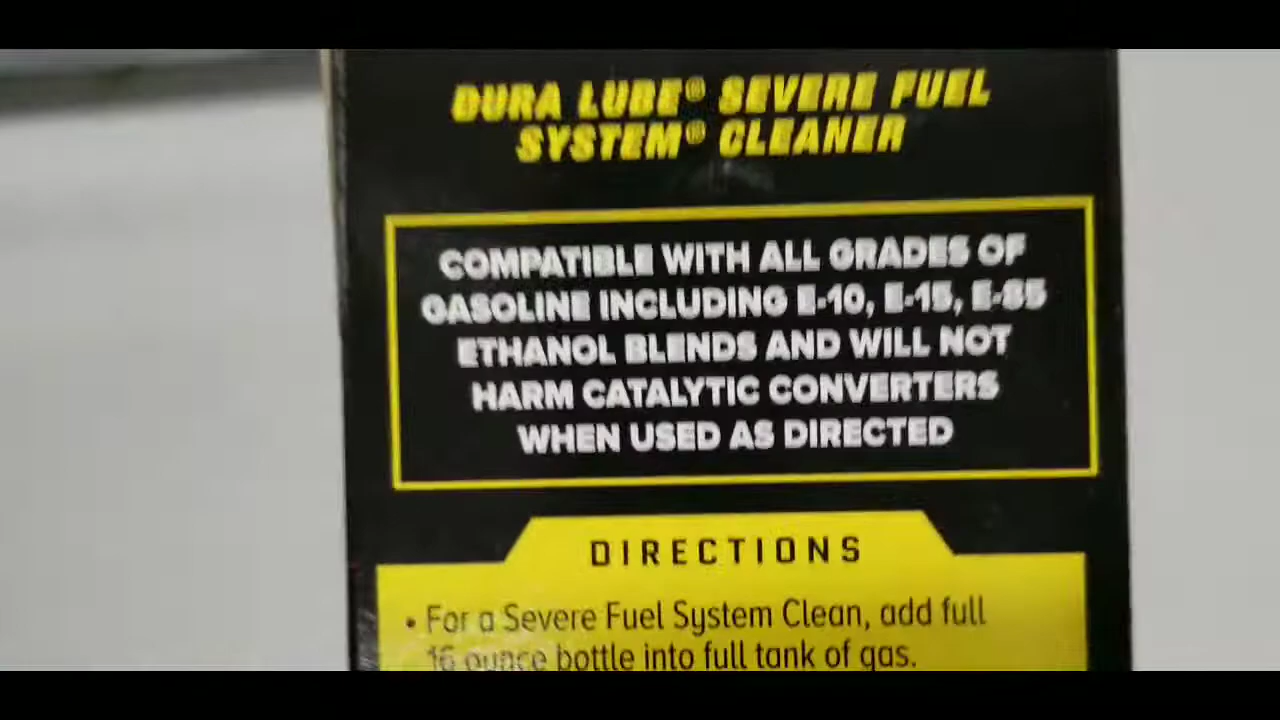 DURA LUBE® SEVERE FUEL
SYSTEM® CLEANER
COMPATIBLE WITH ALL GRADES OF
GASOLINE INCLUDING E-10, E-15, E-85
ETHANOL BLENDS AND WILL NOT
HARM CATALYTIC CONVERTERS
WHEN USED AS DIRECTED
DIRECTIONS
• For a Severe Fuel System Clean, add full
16 ounce bottle into full tank of gas.